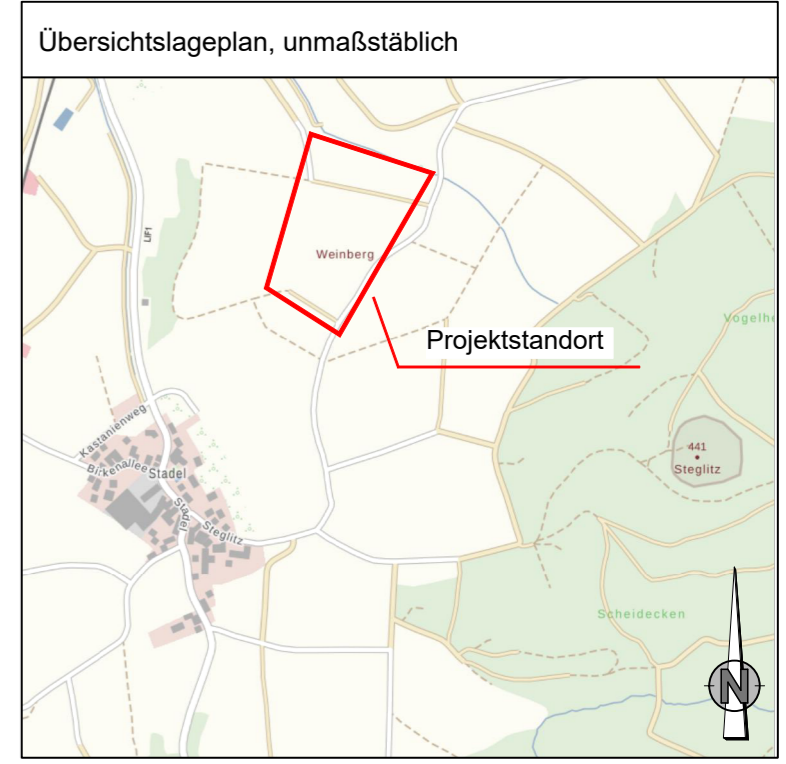 Übersichtslageplan, unmaßstäblich
LIF1
Weinberg
Vogelhe
Projektstandort
Kastanienweg
Birkenallee
Stadel
441
Steglitz
Stadel
Steglitz
Scheidecken
N